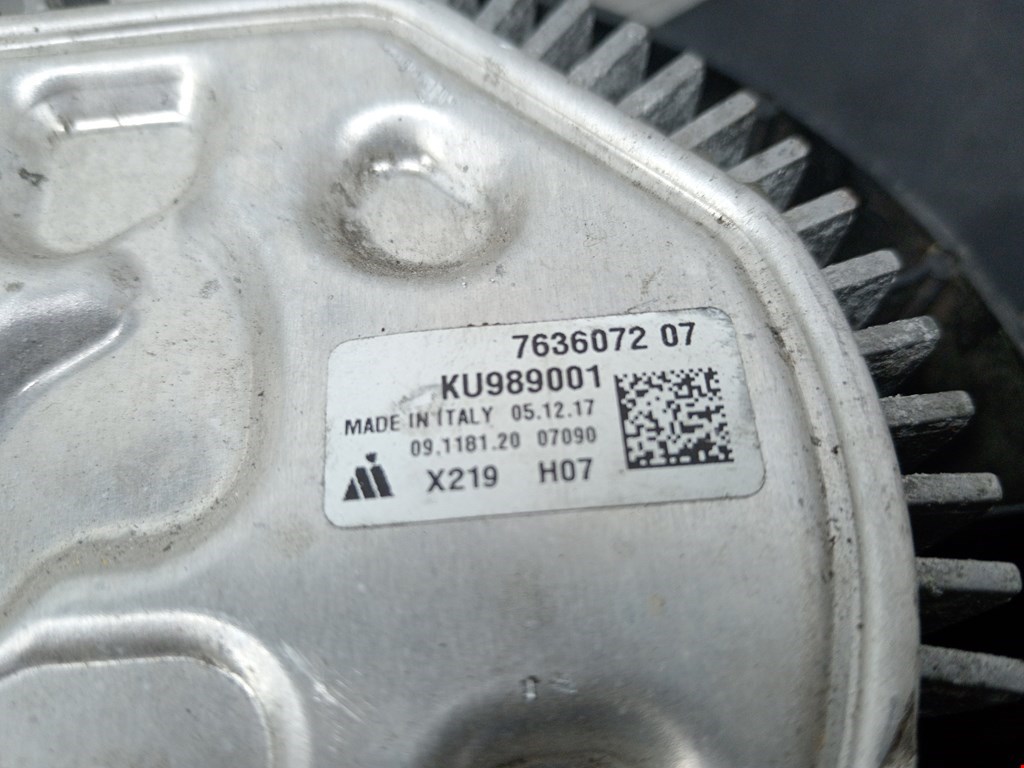 7636072 07
KU989001
MADE IN ITALY 05.12.17
09.1181.20 07090
X219 H07